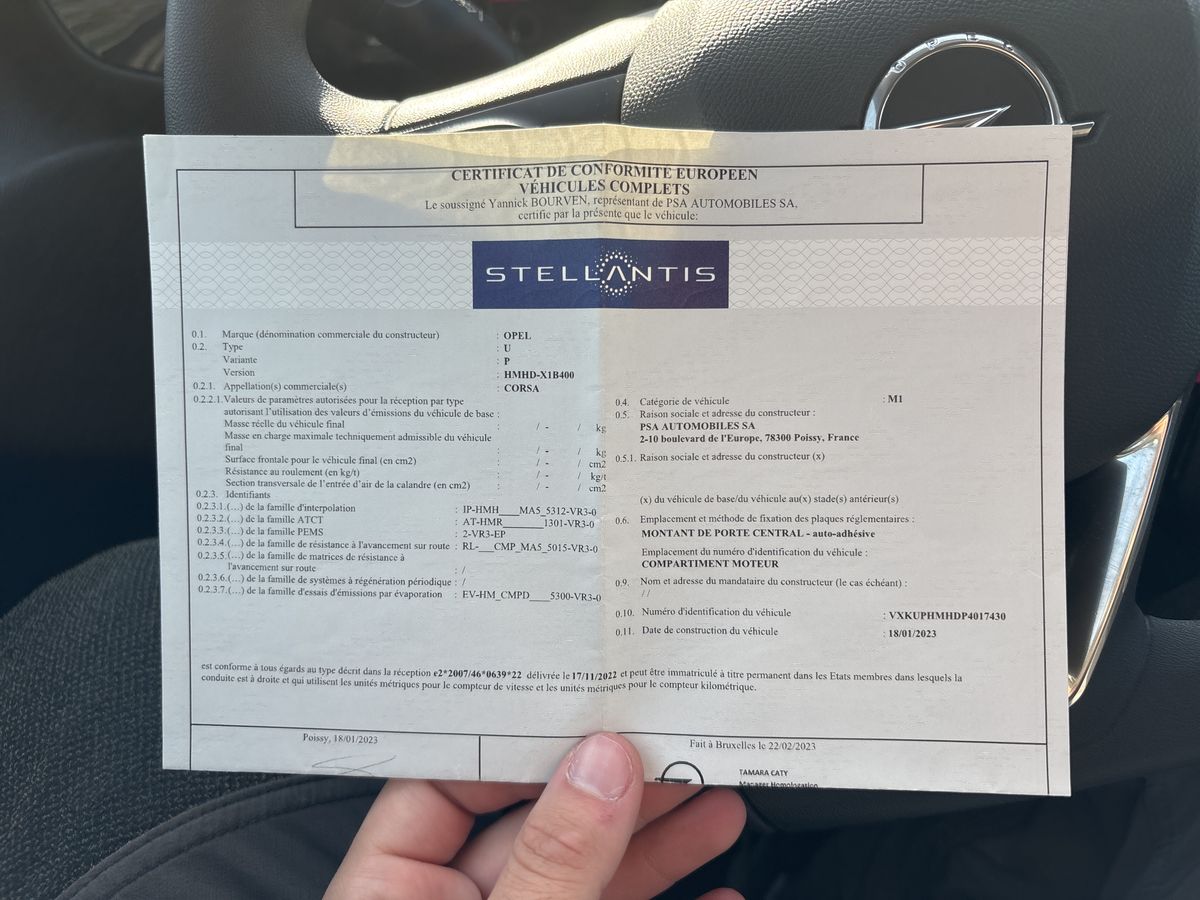 OPEL
CERTIFICAT DE CONFORMITE EUROPEEN
VÉHICULES COMPLETS
Le soussigné Yannick BOURVEN, représentant de PSA AUTOMOBILES SA,
certifie par la présente que le véhicule:
STELLANTIS
0.1. Marque (dénomination commerciale du constructeur) : OPEL
0.2. Type : U
Variante : P
Version : HMHD-X1B400
0.2.1. Appellation(s) commerciale(s) : CORSA
0.2.2.1. Valeurs de paramètres autorisées pour la réception par type
autorisant l'utilisation des valeurs d'émissions du véhicule de base :
Masse réelle du véhicule final : / - / kg
Masse en charge maximale techniquement admissible du véhicule
final : / - / kg
Surface frontale pour le véhicule final (en cm2) : / - / cm2
Résistance au roulement (en kg/t) : / - / kg/t
Section transversale de l'entrée d'air de la calandre (en cm2) : / - / cm2
0.2.3. Identifiants
0.2.3.1.(…) de la famille d'interpolation : IP-HMH____MA5_5312-VR3-0
0.2.3.2.(…) de la famille ATCT : AT-HMR________1301-VR3-0
0.2.3.3.(…) de la famille PEMS : 2-VR3-EP
0.2.3.4.(…) de la famille de résistance à l'avancement sur route : RL-___CMP_MA5_5015-VR3-0
0.2.3.5.(…) de la famille de matrices de résistance à
l'avancement sur route : /
0.2.3.6.(…) de la famille de systèmes à régénération périodique : /
0.2.3.7.(…) de la famille d'essais d'émissions par évaporation : EV-HM_CMPD____5300-VR3-0
0.4. Catégorie de véhicule : M1
0.5. Raison sociale et adresse du constructeur :
PSA AUTOMOBILES SA
2-10 boulevard de l'Europe, 78300 Poissy, France
0.5.1. Raison sociale et adresse du constructeur (x)
(x) du véhicule de base/du véhicule au(x) stade(s) antérieur(s)
0.6. Emplacement et méthode de fixation des plaques réglementaires :
MONTANT DE PORTE CENTRAL - auto-adhésive
Emplacement du numéro d'identification du véhicule :
COMPARTIMENT MOTEUR
0.9. Nom et adresse du mandataire du constructeur (le cas échéant) :
/ /
0.10. Numéro d'identification du véhicule : VXKUPHMHDP4017430
0.11. Date de construction du véhicule : 18/01/2023
est conforme à tous égards au type décrit dans la réception e2*2007/46*0639*22 délivrée le 17/11/2022 et peut être immatriculé à titre permanent dans les Etats membres dans lesquels la
conduite est à droite et qui utilisent les unités métriques pour le compteur de vitesse et les unités métriques pour le compteur kilométrique.
Poissy, 18/01/2023
Fait à Bruxelles le 22/02/2023
TAMARA CATY
Manager Homologation